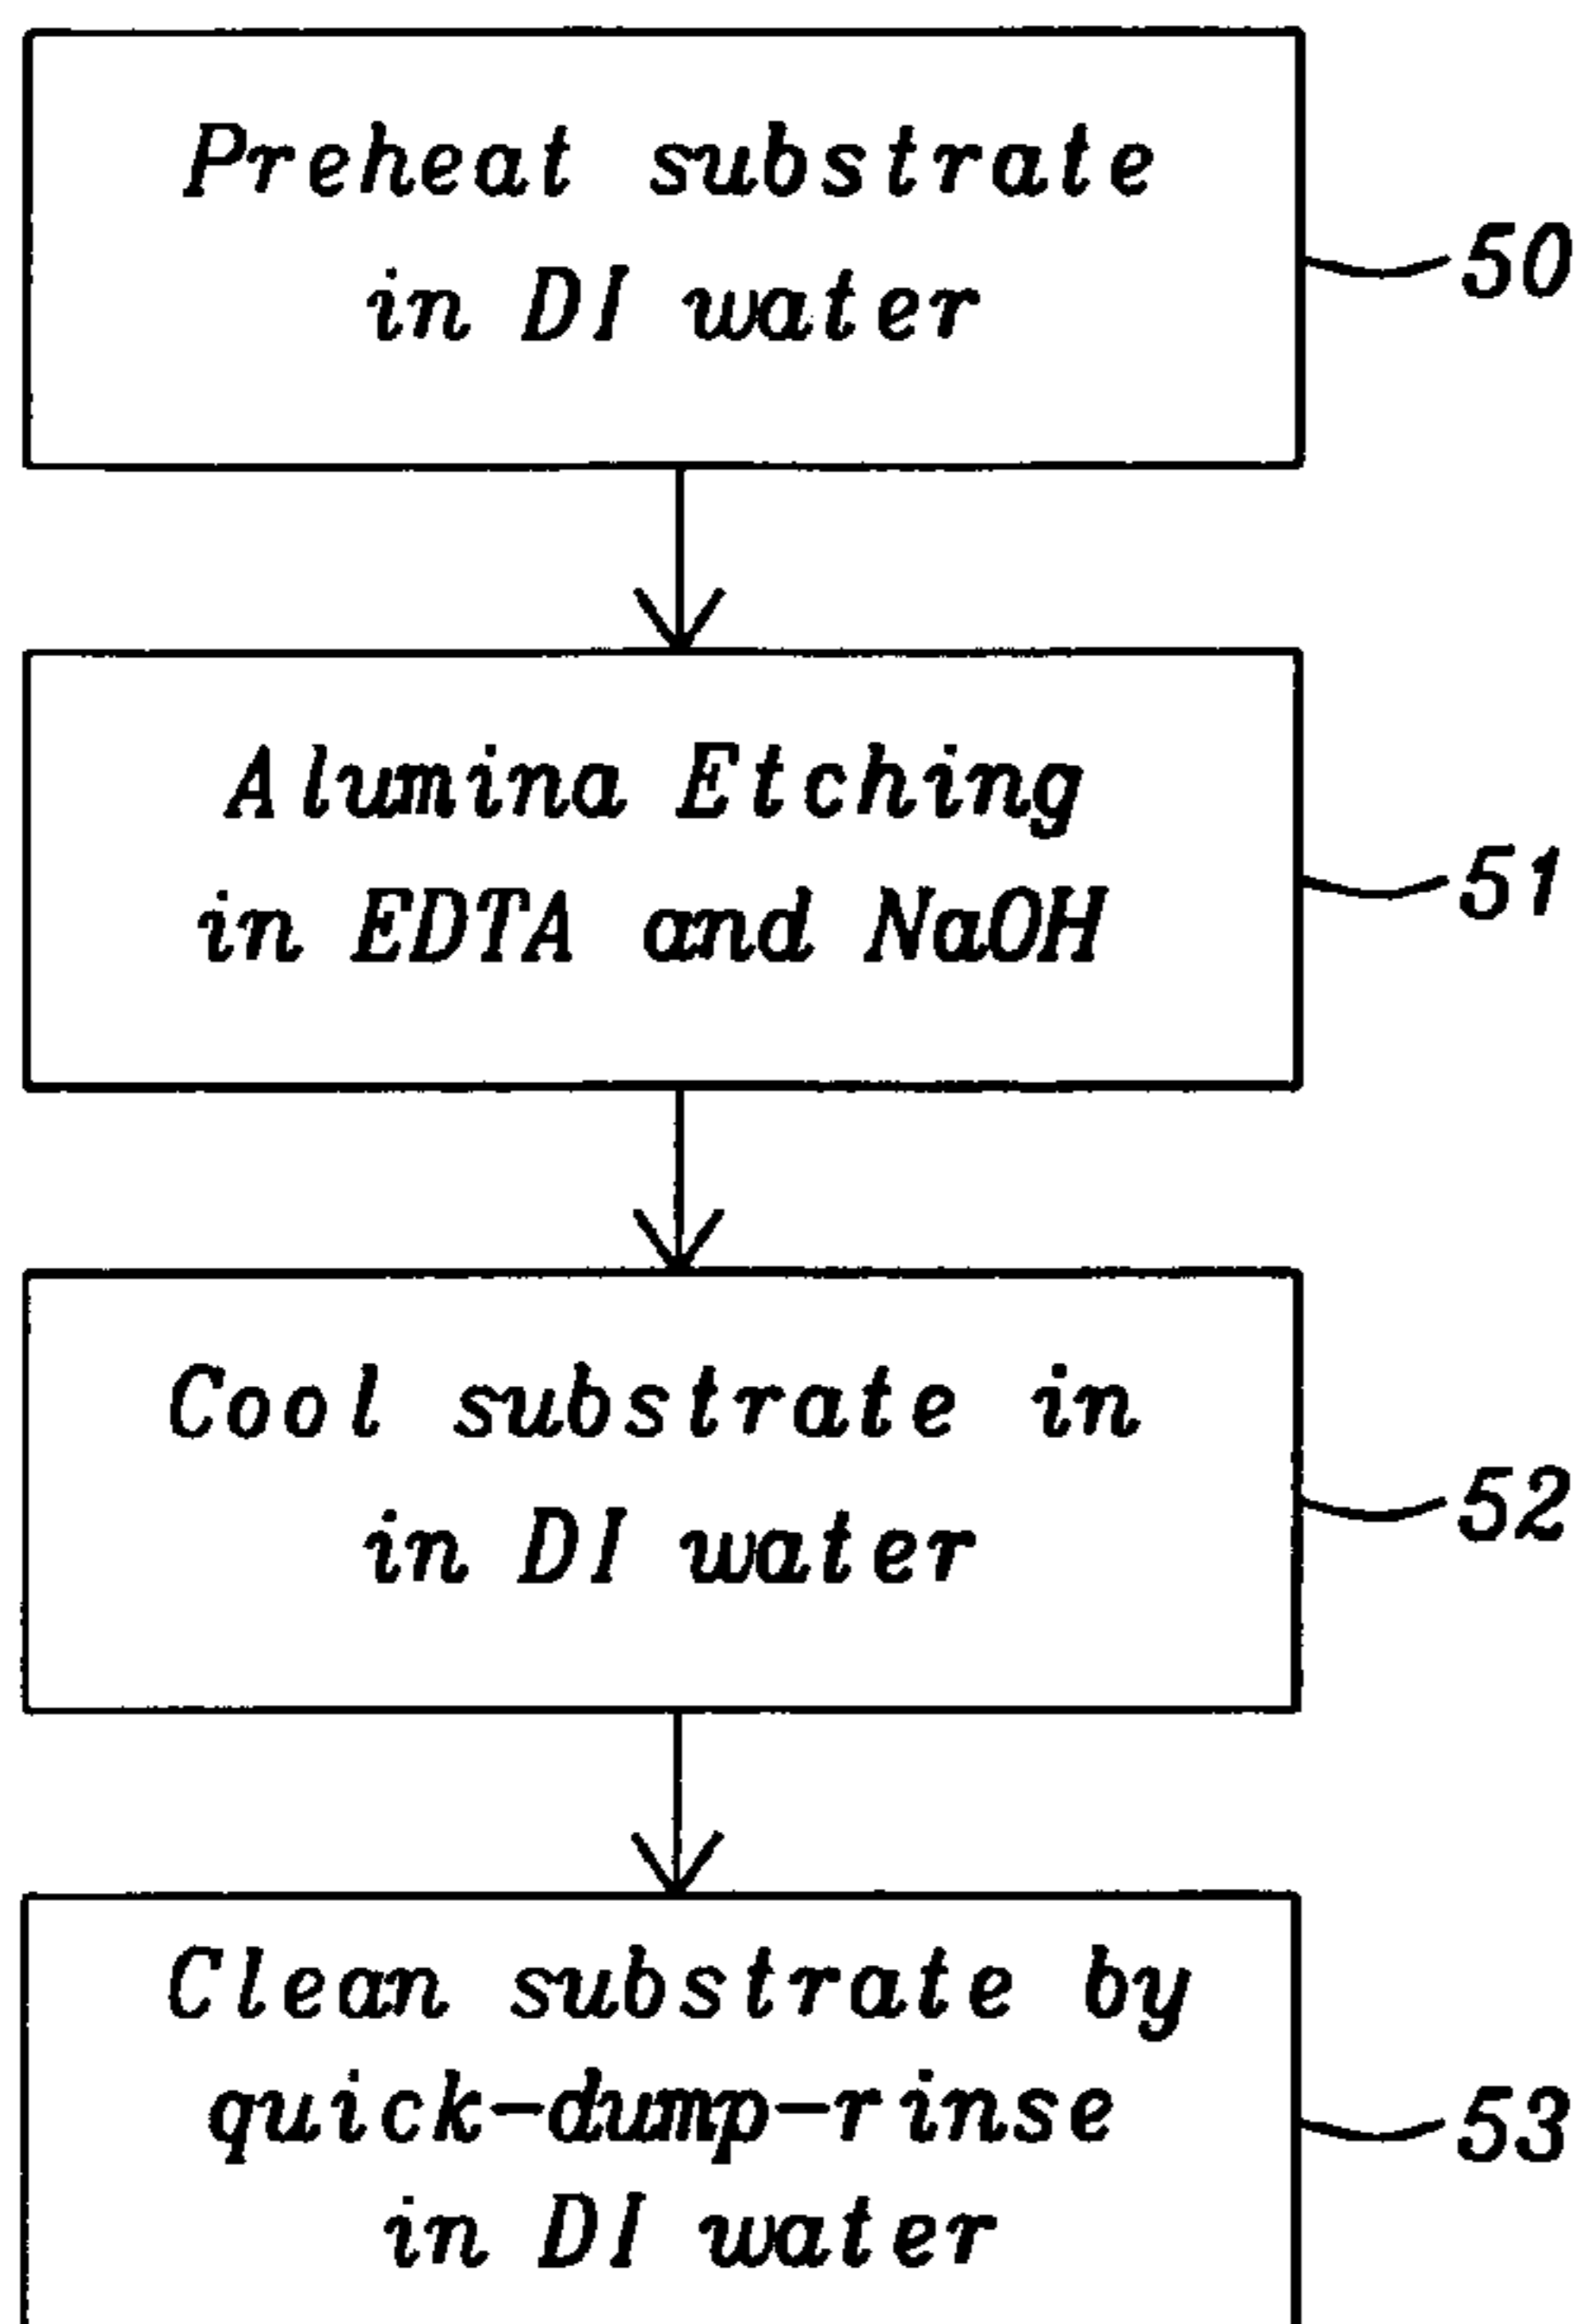 Preheat substrate
in DI water
50
Alumina Etching
in EDTA and NaOH
51
Cool substrate in
in DI water
52
Clean substrate by
quick-dump-rinse
in DI water
53